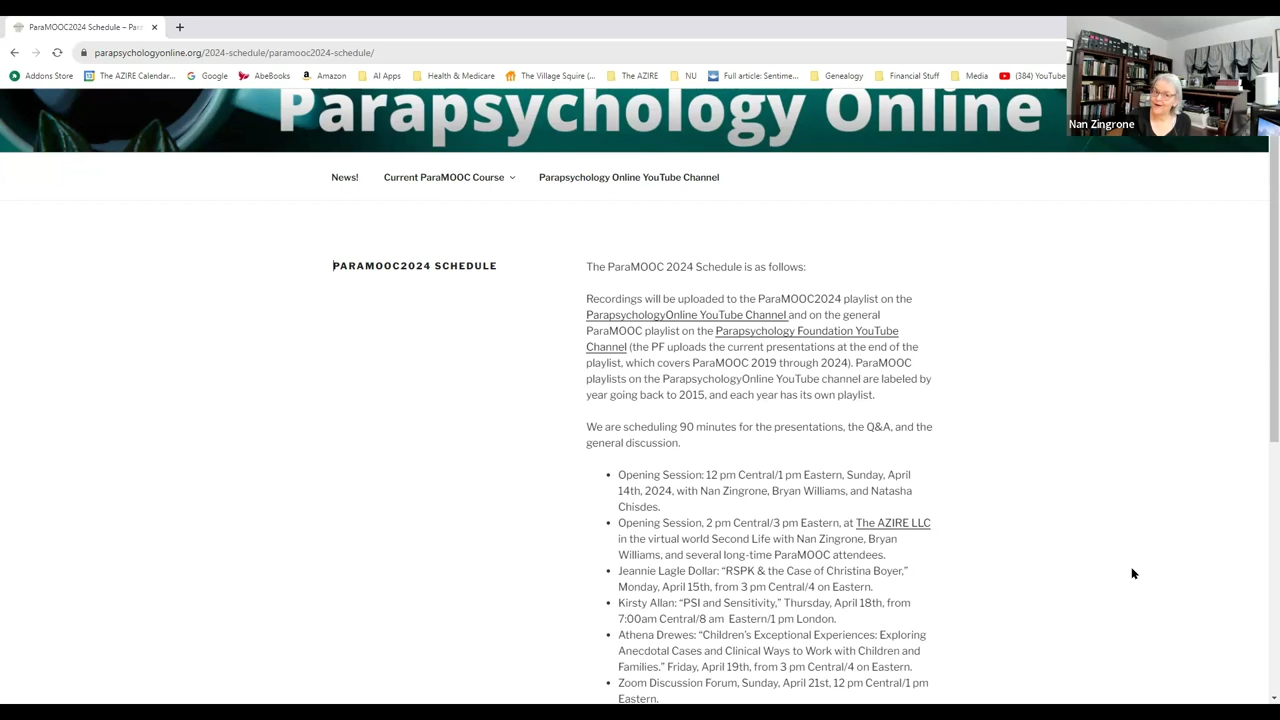 ParaMOOC2024 Schedule – Para
parapsychologyonline.org/2024-schedule/paramooc2024-schedule/
Addons Store
The AZIRE Calendar...
Google
AbeBooks
Amazon
AI Apps
Health & Medicare
The Village Squire (...
The AZIRE
NU
Full article: Sentime...
Genealogy
Financial Stuff
Media
(384) YouTube
Nan Zingrone
Parapsychology Online
News!
Current ParaMOOC Course
Parapsychology Online YouTube Channel
PARAMOOC2024 SCHEDULE
The ParaMOOC 2024 Schedule is as follows:
Recordings will be uploaded to the ParaMOOC2024 playlist on the
ParapsychologyOnline YouTube Channel and on the general
ParaMOOC playlist on the Parapsychology Foundation YouTube
Channel (the PF uploads the current presentations at the end of the
playlist, which covers ParaMOOC 2019 through 2024). ParaMOOC
playlists on the ParapsychologyOnline YouTube channel are labeled by
year going back to 2015, and each year has its own playlist.
We are scheduling 90 minutes for the presentations, the Q&A, and the
general discussion.
• Opening Session: 12 pm Central/1 pm Eastern, Sunday, April
14th, 2024, with Nan Zingrone, Bryan Williams, and Natasha
Chisdes.
• Opening Session, 2 pm Central/3 pm Eastern, at The AZIRE LLC
in the virtual world Second Life with Nan Zingrone, Bryan
Williams, and several long-time ParaMOOC attendees.
• Jeannie Lagle Dollar: “RSPK & the Case of Christina Boyer,”
Monday, April 15th, from 3 pm Central/4 on Eastern.
• Kirsty Allan: “PSI and Sensitivity,” Thursday, April 18th, from
7:00am Central/8 am Eastern/1 pm London.
• Athena Drewes: “Children’s Exceptional Experiences: Exploring
Anecdotal Cases and Clinical Ways to Work with Children and
Families.” Friday, April 19th, from 3 pm Central/4 on Eastern.
• Zoom Discussion Forum, Sunday, April 21st, 12 pm Central/1 pm
Eastern.